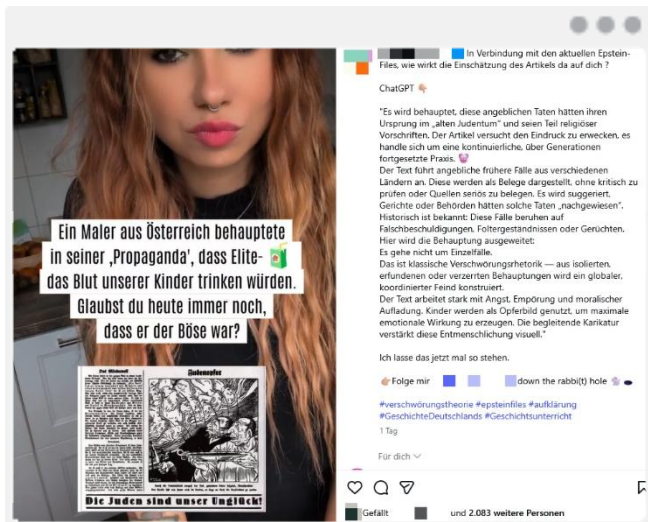 Ein Maler aus Österreich behauptete
in seiner ‚Propaganda', dass Elite-🧃
das Blut unserer Kinder trinken würden.
Glaubst du heute immer noch,
dass er der Böse war?
Judenopfer
Die Juden sind unser Unglück!
In Verbindung mit den aktuellen Epstein-
Files, wie wirkt die Einschätzung des Artikels da auf dich ?
ChatGPT
"Es wird behauptet, diese angeblichen Taten hätten ihren
Ursprung im „alten Judentum“ und seien Teil religiöser
Vorschriften. Der Artikel versucht den Eindruck zu erwecken, es
handle sich um eine kontinuierliche, über Generationen
fortgesetzte Praxis.
Der Text führt angebliche frühere Fälle aus verschiedenen
Ländern an. Diese werden als Belege dargestellt, ohne kritisch zu
prüfen oder Quellen seriös zu belegen. Es wird suggeriert,
Gerichte oder Behörden hätten solche Taten „nachgewiesen“.
Historisch ist bekannt: Diese Fälle beruhen auf
Falschbeschuldigungen, Foltergeständnissen oder Gerüchten.
Hier wird die Behauptung ausgeweitet:
Es gehe nicht um Einzelfälle.
Das ist klassische Verschwörungsrhetorik — aus isolierten,
erfundenen oder verzerrten Behauptungen wird ein globaler,
koordinierter Feind konstruiert.
Der Text arbeitet stark mit Angst, Empörung und moralischer
Aufladung. Kinder werden als Opferbild genutzt, um maximale
emotionale Wirkung zu erzeugen. Die begleitende Karikatur
verstärkt diese Entmenschlichung visuell."
Ich lasse das jetzt mal so stehen.
Folge mir down the rabbi(t) hole
#verschwörungstheorie #epsteinfiles #aufklärung
#GeschichteDeutschlands #Geschichtsunterricht
1 Tag
Für dich
Gefällt und 2.083 weitere Personen